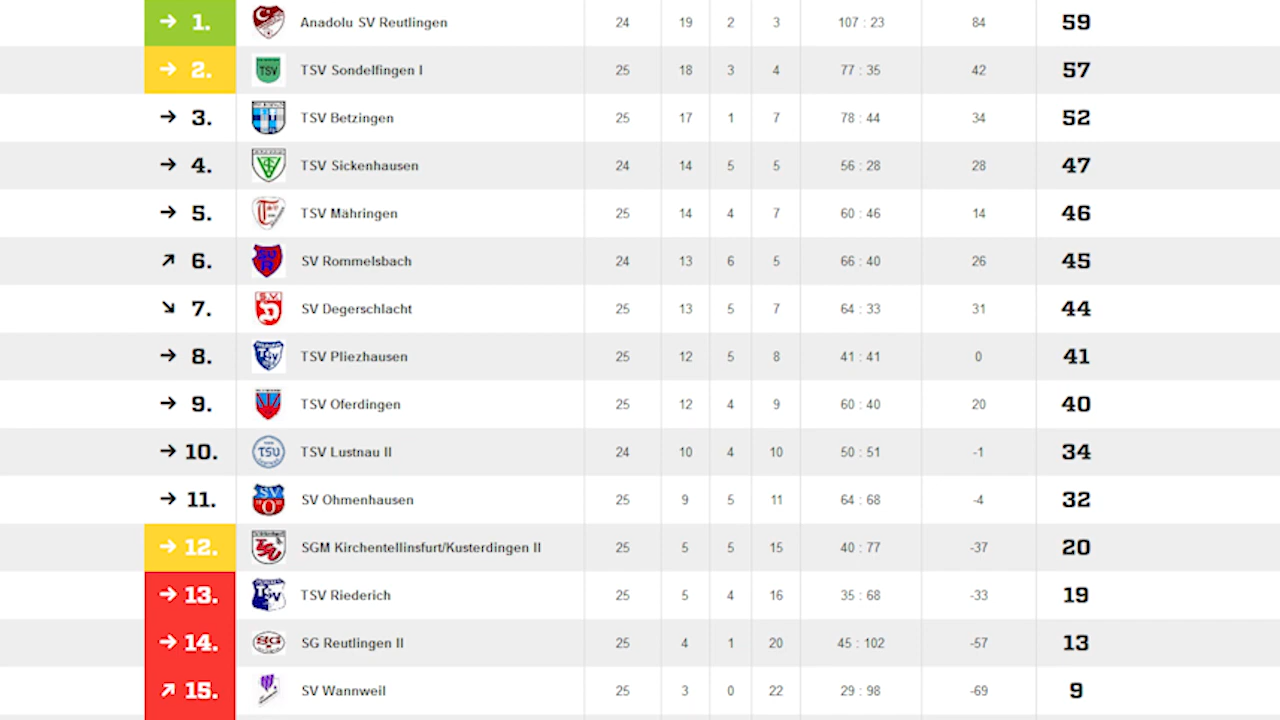 1. Anadolu SV Reutlingen 24 19 2 3 107 : 23 84 59
2. TSV TSV Sondelfingen I 25 18 3 4 77 : 35 42 57
3. TSV Betzingen 25 17 1 7 78 : 44 34 52
4. TSV Sickenhausen 24 14 5 5 56 : 28 28 47
5. TSV Mähringen 25 14 4 7 60 : 46 14 46
6. SV R SV Rommelsbach 24 13 6 5 66 : 40 26 45
7. S.V. D SV Degerschlacht 25 13 5 7 64 : 33 31 44
8. TSV TSV Pliezhausen 25 12 5 8 41 : 41 0 41
9. TSV Oferdingen 25 12 4 9 60 : 40 20 40
10. TSV TSV Lustnau II 24 10 4 10 50 : 51 -1 34
11. SV O SV Ohmenhausen 25 9 5 11 64 : 68 -4 32
12. TSV SGM Kirchentellinsfurt/Kusterdingen II 25 5 5 15 40 : 77 -37 20
13. TSV TSV Riederich 25 5 4 16 35 : 68 -33 19
14. SG SG Reutlingen II 25 4 1 20 45 : 102 -57 13
15. SV Wannweil 25 3 0 22 29 : 98 -69 9